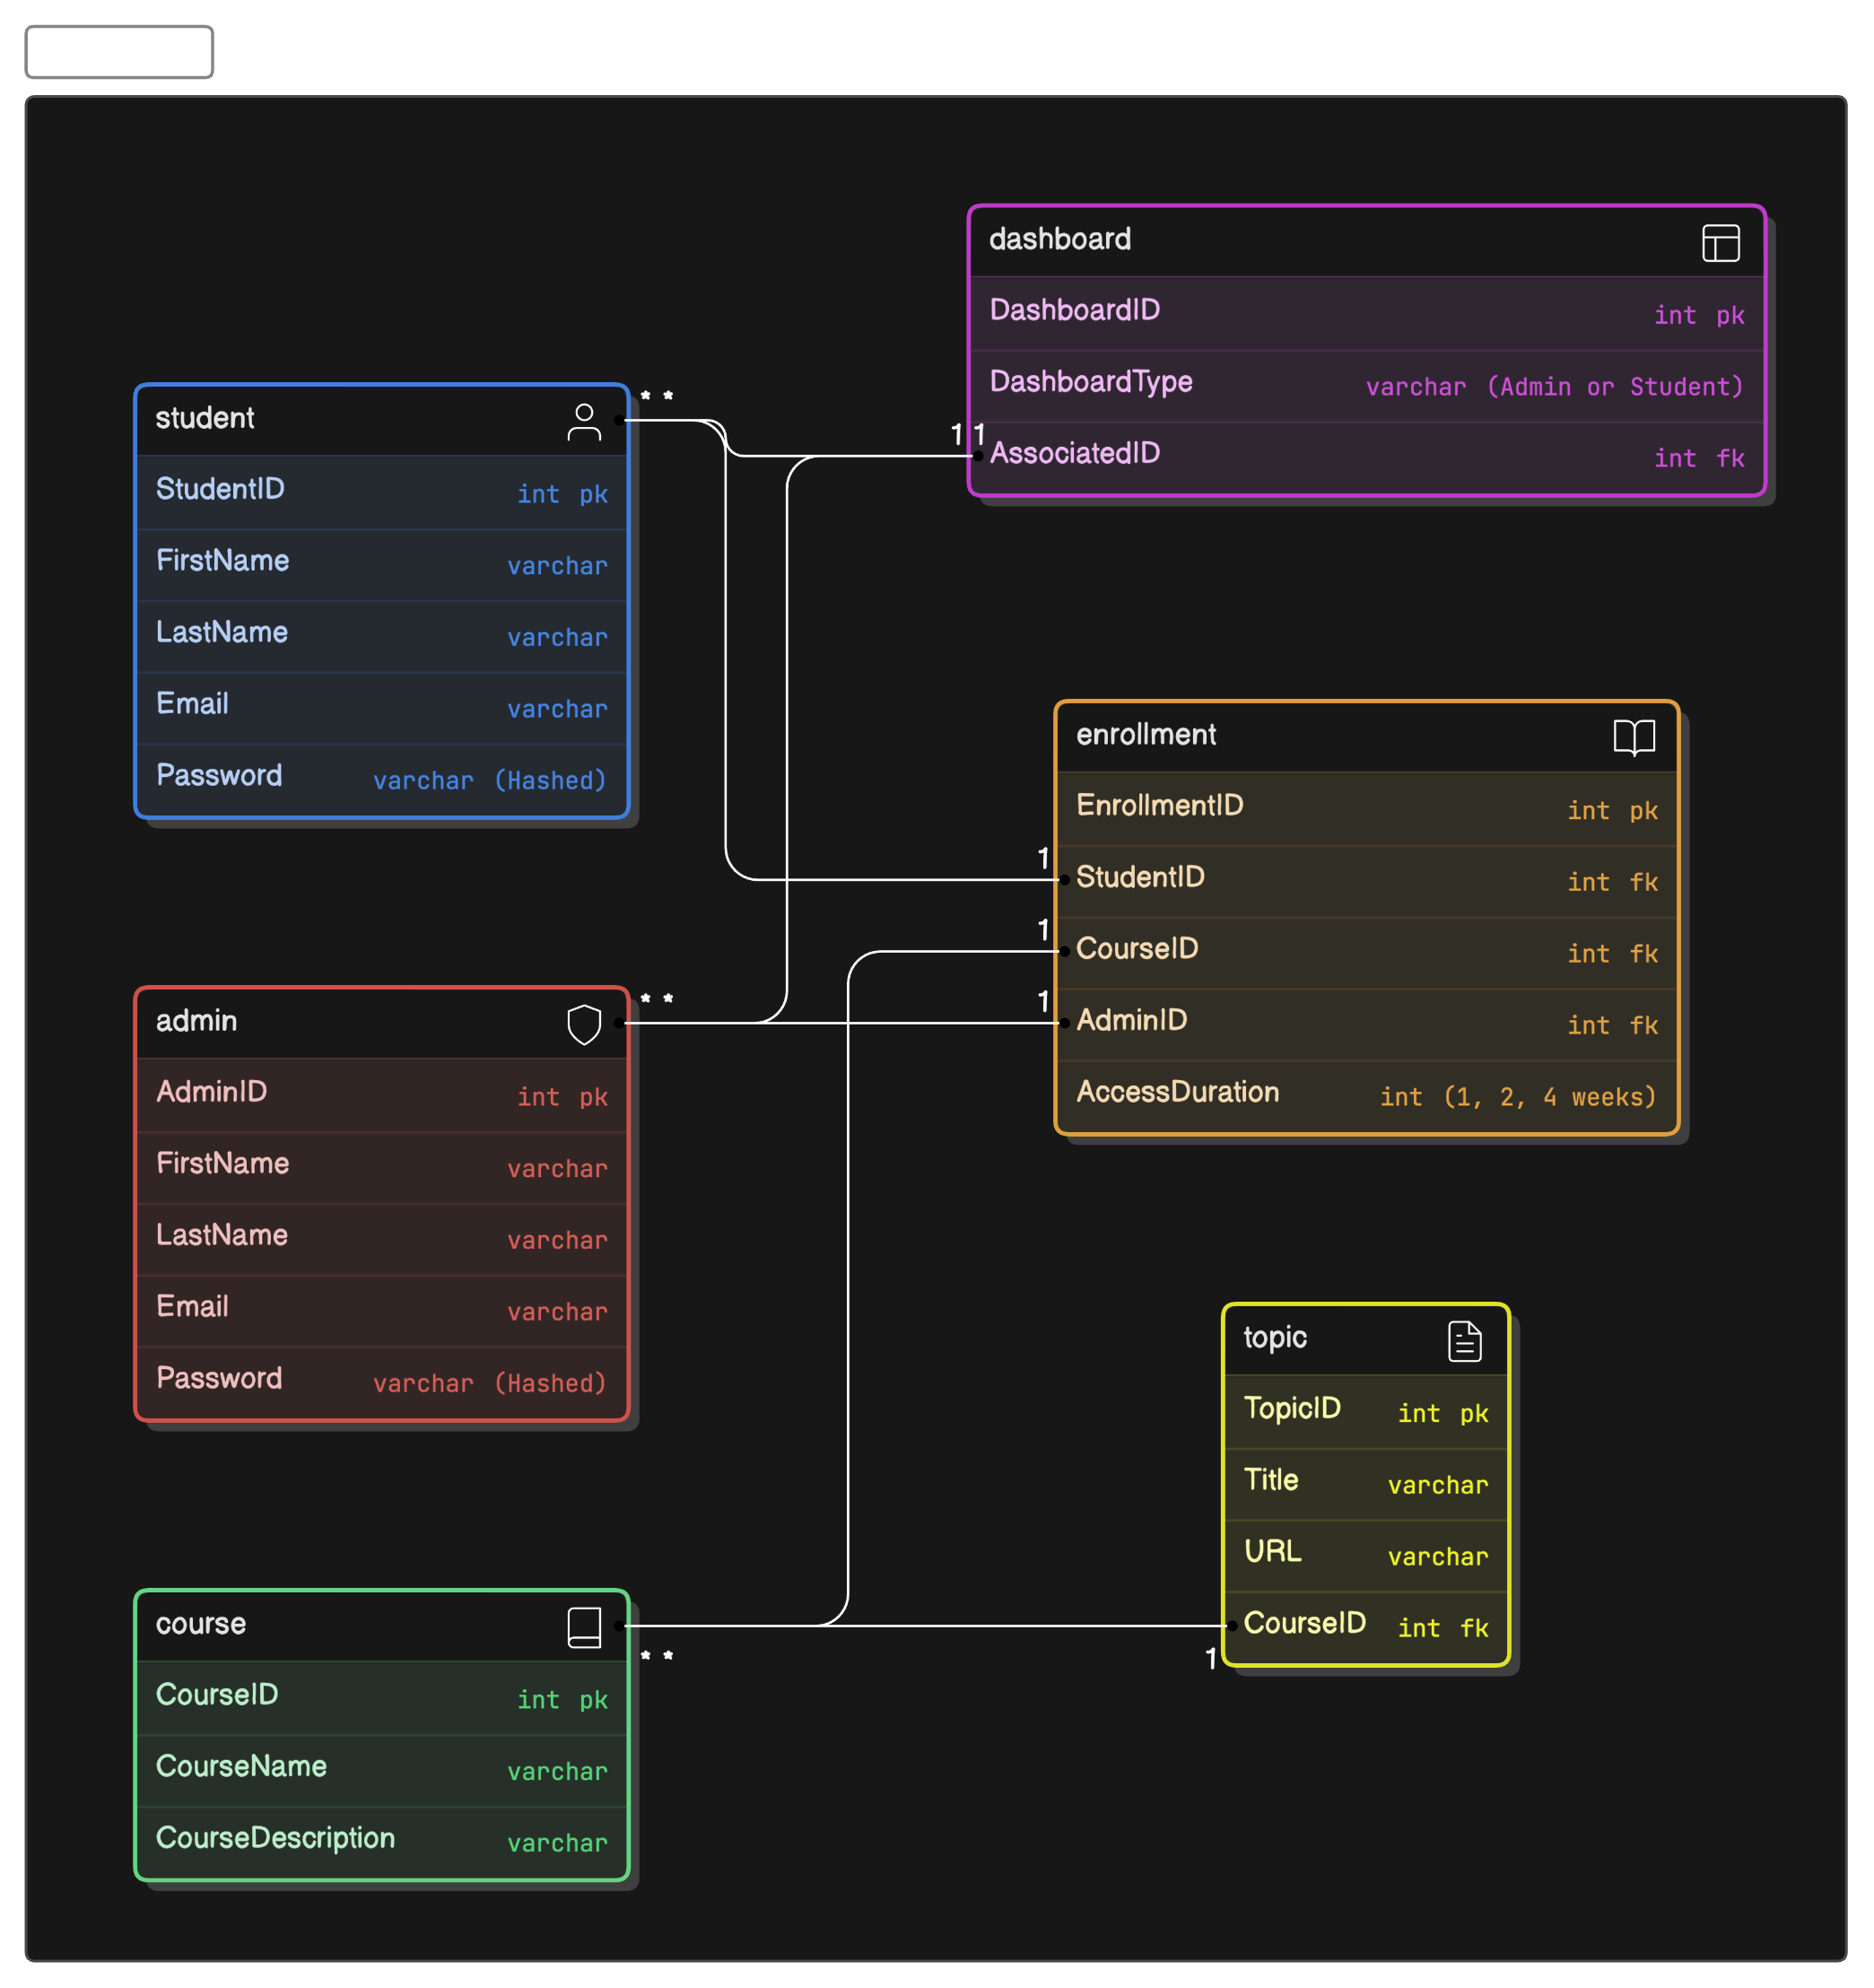 dashboard
DashboardID int pk
DashboardType varchar (Admin or Student)
AssociatedID int fk
1 1
student
* *
StudentID int pk
FirstName varchar
LastName varchar
Email varchar
Password varchar (Hashed)
enrollment
EnrollmentID int pk
1
StudentID int fk
1
CourseID int fk
1
AdminID int fk
AccessDuration int (1, 2, 4 weeks)
admin
* *
AdminID int pk
FirstName varchar
LastName varchar
Email varchar
Password varchar (Hashed)
topic
TopicID int pk
Title varchar
URL varchar
CourseID int fk
1
course
* *
CourseID int pk
CourseName varchar
CourseDescription varchar